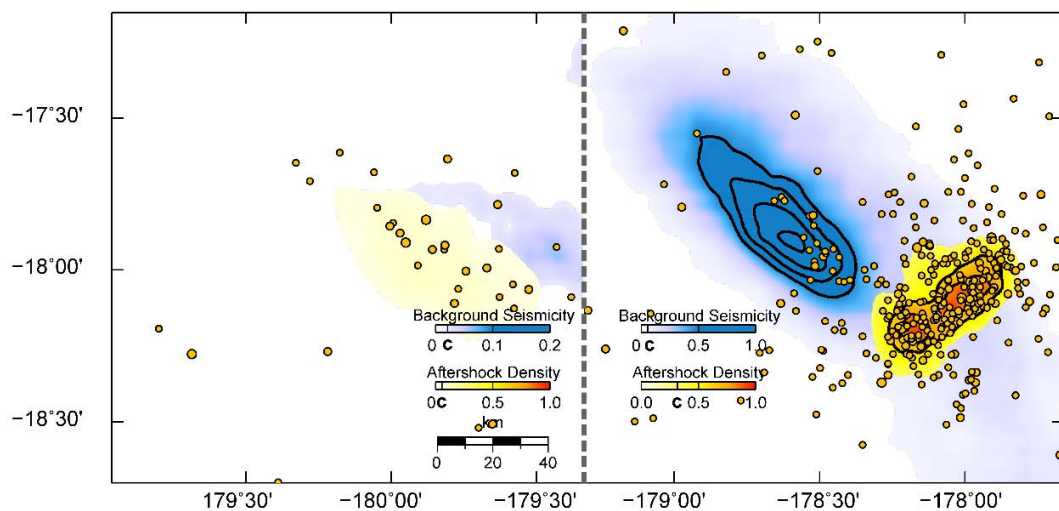 −17°30'
−18°00'
−18°30'
Background Seismicity
0 c 0.1 0.2
Aftershock Density
0c 0.5 1.0
km
0 20 40
Background Seismicity
0 c 0.5 1.0
Aftershock Density
0.0 c 0.5 1.0
179°30' −180°00' −179°30' −179°00' −178°30' −178°00'